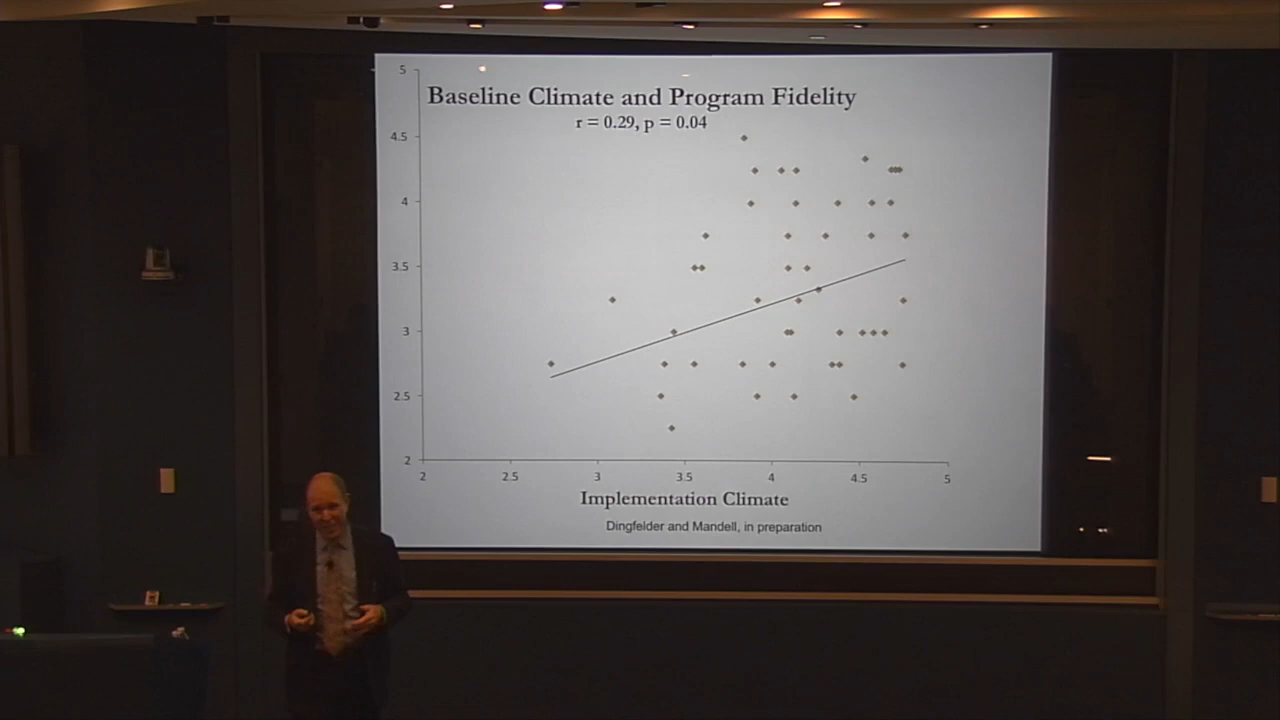 Baseline Climate and Program Fidelity
r = 0.29, p = 0.04
5
4.5
4
3.5
3
2.5
2
2 2.5 3 3.5 4 4.5 5
Implementation Climate
Dingfelder and Mandell, in preparation